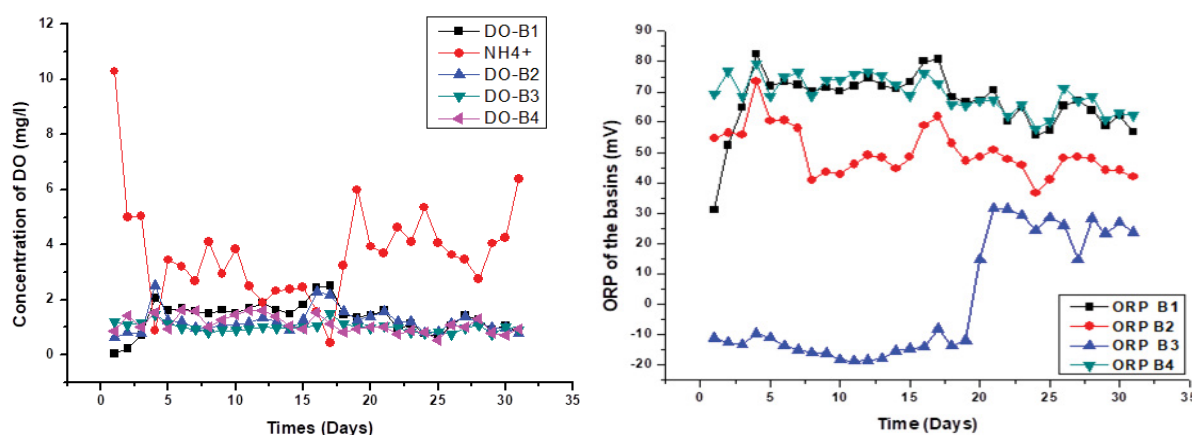 Concentration of DO (mg/l)
12
10
8
6
4
2
0
DO-B1
NH4+
DO-B2
DO-B3
DO-B4
0 5 10 15 20 25 30 35
Times (Days)
ORP of the basins (mV)
90
80
70
60
50
40
30
20
10
0
-10
-20
ORP B1
ORP B2
ORP B3
ORP B4
0 5 10 15 20 25 30 35
Time (Days)